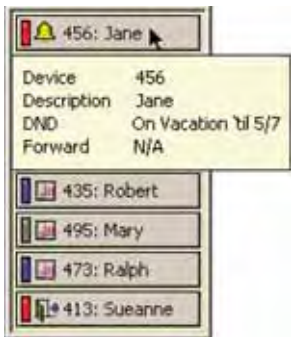 456: Jane
Device 456
Description Jane
DND On Vacation 'til 5/7
Forward N/A
435: Robert
495: Mary
473: Ralph
413: Sueanne